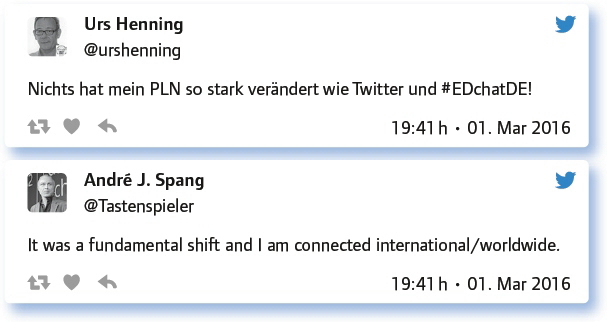 Urs Henning
@urshenning
Nichts hat mein PLN so stark verändert wie Twitter und #EDchatDE!
19:41 h • 01. Mar 2016
André J. Spang
@Tastenspieler
It was a fundamental shift and I am connected international/worldwide.
19:41 h • 01. Mar 2016